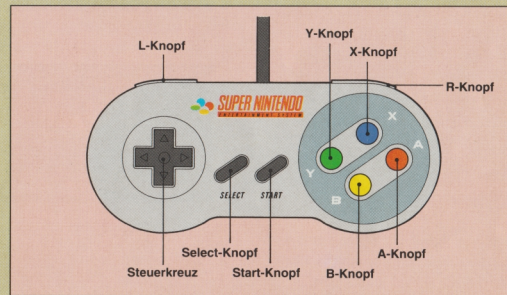 Y-Knopf
L-Knopf
X-Knopf
R-Knopf
SUPER NINTENDO
ENTERTAINMENT SYSTEM
X
A
Y
B
SELECT
START
Select-Knopf
A-Knopf
Steuerkreuz
Start-Knopf
B-Knopf